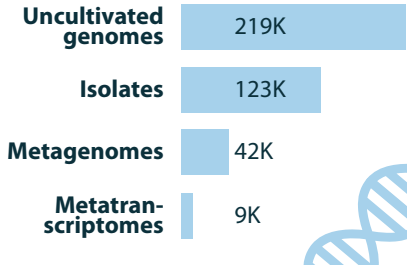 Uncultivated
genomes
219K
Isolates
123K
Metagenomes
42K
Metatran-
scriptomes
9K